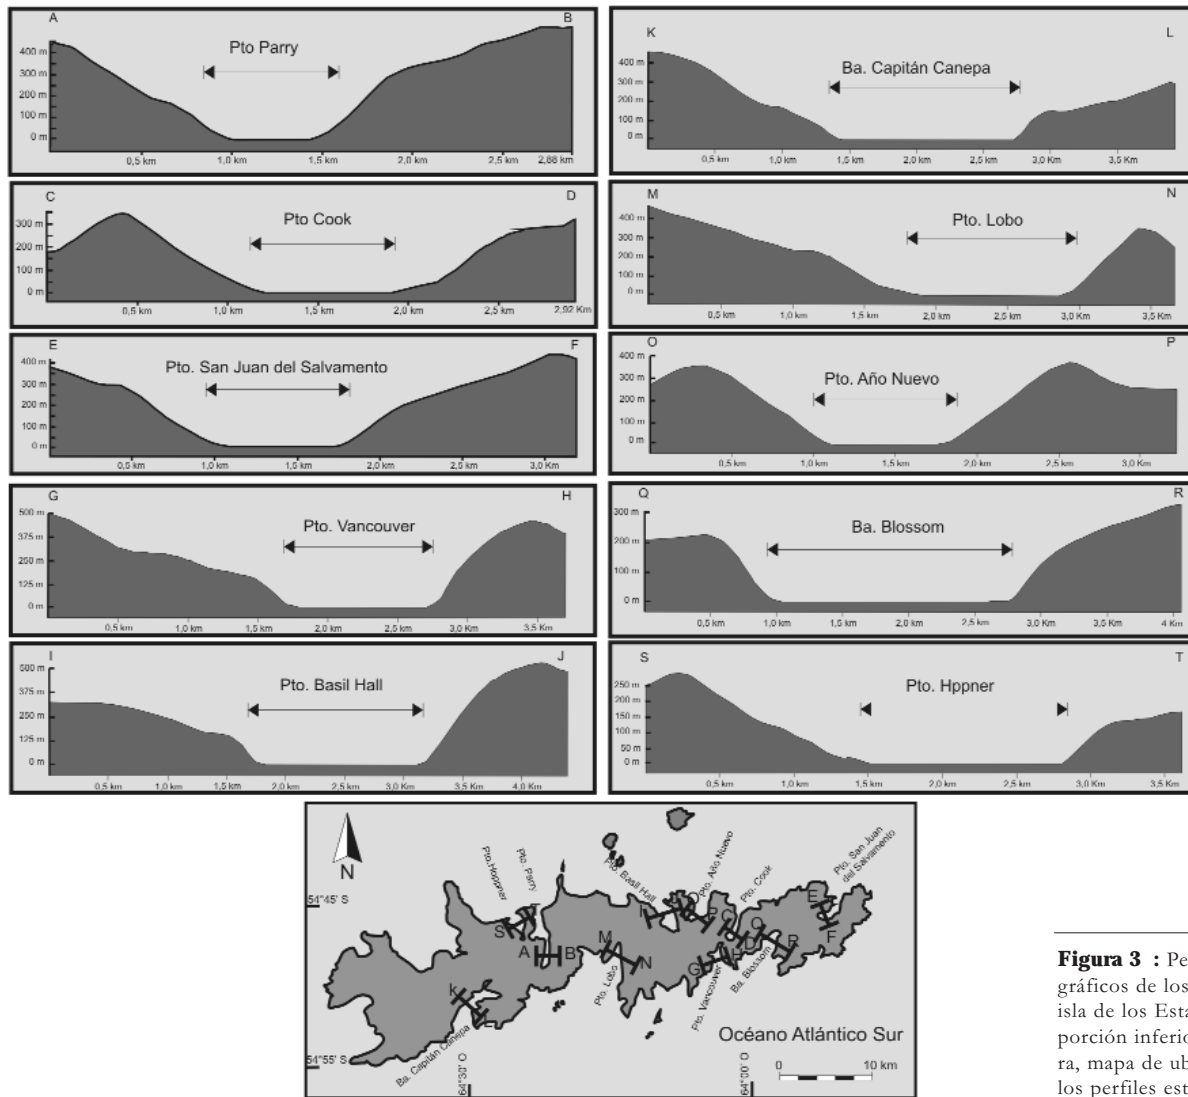 A B
Pto Parry
400 m
300 m
200 m
100 m
0 m
0,5 km 1,0 km 1,5 km 2,0 km 2,5 km 2,88 km
C D
Pto Cook
300 m
200 m
100 m
0 m
0,5 km 1,0 km 1,5 km 2,0 km 2,5 km 2,92 Km
E F
Pto. San Juan del Salvamento
400 m
300 m
200 m
100 m
0 m
0,5 km 1,0 km 1,5 km 2,0 km 2,5 km 3,0 Km
G H
Pto. Vancouver
500 m
375 m
250 m
125 m
0 m
0,5 km 1,0 km 1,5 km 2,0 km 2,5 km 3,0 Km 3,5 Km
I J
Pto. Basil Hall
500 m
375 m
250 m
125 m
0 m
0,5 km 1,0 km 1,5 km 2,0 km 2,5 km 3,0 Km 3,5 Km 4,0 Km
K L
Ba. Capitán Canepa
400 m
300 m
200 m
100 m
0 m
0,5 km 1,0 km 1,5 km 2,0 km 2,5 km 3,0 Km 3,5 Km
M N
Pto. Lobo
400 m
300 m
200 m
100 m
0 m
0,5 km 1,0 km 1,5 km 2,0 km 2,5 km 3,0 Km 3,5 Km
O P
Pto. Año Nuevo
400 m
300 m
200 m
100 m
0 m
0,5 km 1,0 km 1,5 km 2,0 km 2,5 km 3,0 Km
Q R
Ba. Blossom
300 m
200 m
100 m
0 m
0,5 km 1,0 km 1,5 km 2,0 km 2,5 km 3,0 Km 3,5 Km 4 Km
S T
Pto. Hppner
250 m
200 m
150 m
100 m
50 m
0 m
0,5 km 1,0 km 1,5 km 2,0 km 2,5 km 3,0 Km 3,5 Km
N
54°45' S
54°55' S
64°30'
64°00'
Pto.Hoppner
Pto. Parry
Pto. Basil Hall
Pto. Año Nuevo
Pto. Cook
Pto. San Juan
del Salvamento
Pto. Lobo
Pto. Vancouver
Ba. Blossom
Ba. Capitán Canepa
S T
A B
M N
I
O P
C D
G H
Q R
E F
k L
Océano Atlántico Sur
0 10 km
Figura 3 : Pe
gráficos de los
isla de los Esta
porción inferio
ra, mapa de ub
los perfiles est